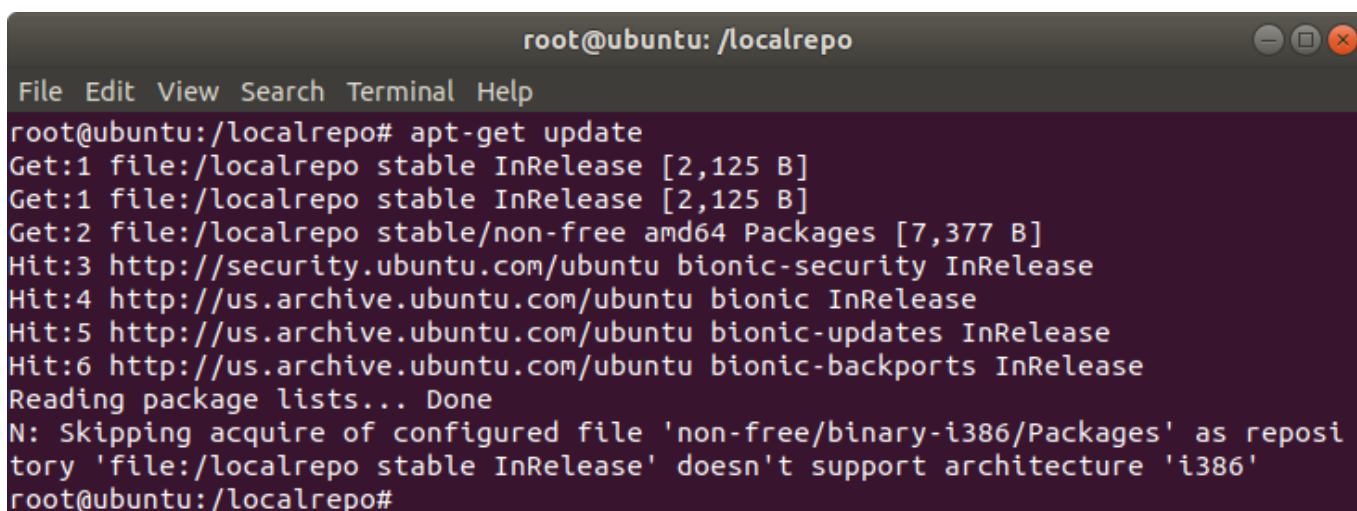 root@ubuntu: /localrepo
File Edit View Search Terminal Help
root@ubuntu:/localrepo# apt-get update
Get:1 file:/localrepo stable InRelease [2,125 B]
Get:1 file:/localrepo stable InRelease [2,125 B]
Get:2 file:/localrepo stable/non-free amd64 Packages [7,377 B]
Hit:3 http://security.ubuntu.com/ubuntu bionic-security InRelease
Hit:4 http://us.archive.ubuntu.com/ubuntu bionic InRelease
Hit:5 http://us.archive.ubuntu.com/ubuntu bionic-updates InRelease
Hit:6 http://us.archive.ubuntu.com/ubuntu bionic-backports InRelease
Reading package lists... Done
N: Skipping acquire of configured file 'non-free/binary-i386/Packages' as reposi
tory 'file:/localrepo stable InRelease' doesn't support architecture 'i386'
root@ubuntu:/localrepo#